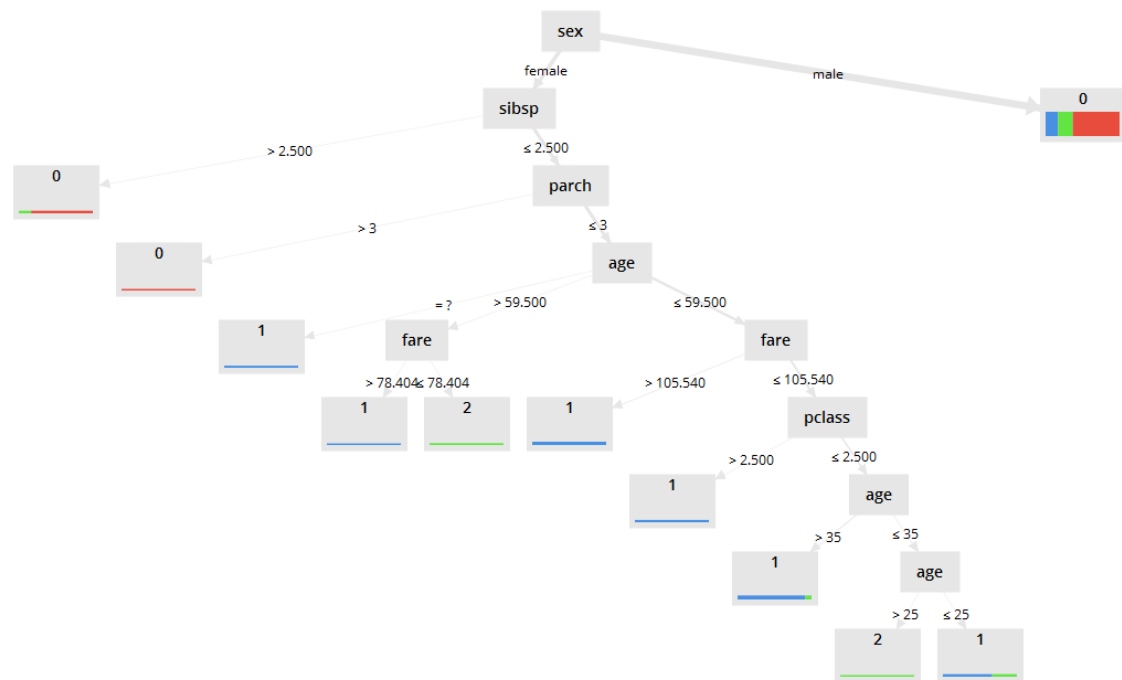 sex
female
male
0
sibsp
> 2.500
≤ 2.500
0
parch
> 3
≤ 3
0
age
= ?
> 59.500
≤ 59.500
1
fare
fare
> 78.404
≤ 78.404
> 105.540
≤ 105.540
1
2
1
pclass
> 2.500
≤ 2.500
1
age
> 35
≤ 35
1
age
> 25
≤ 25
2
1